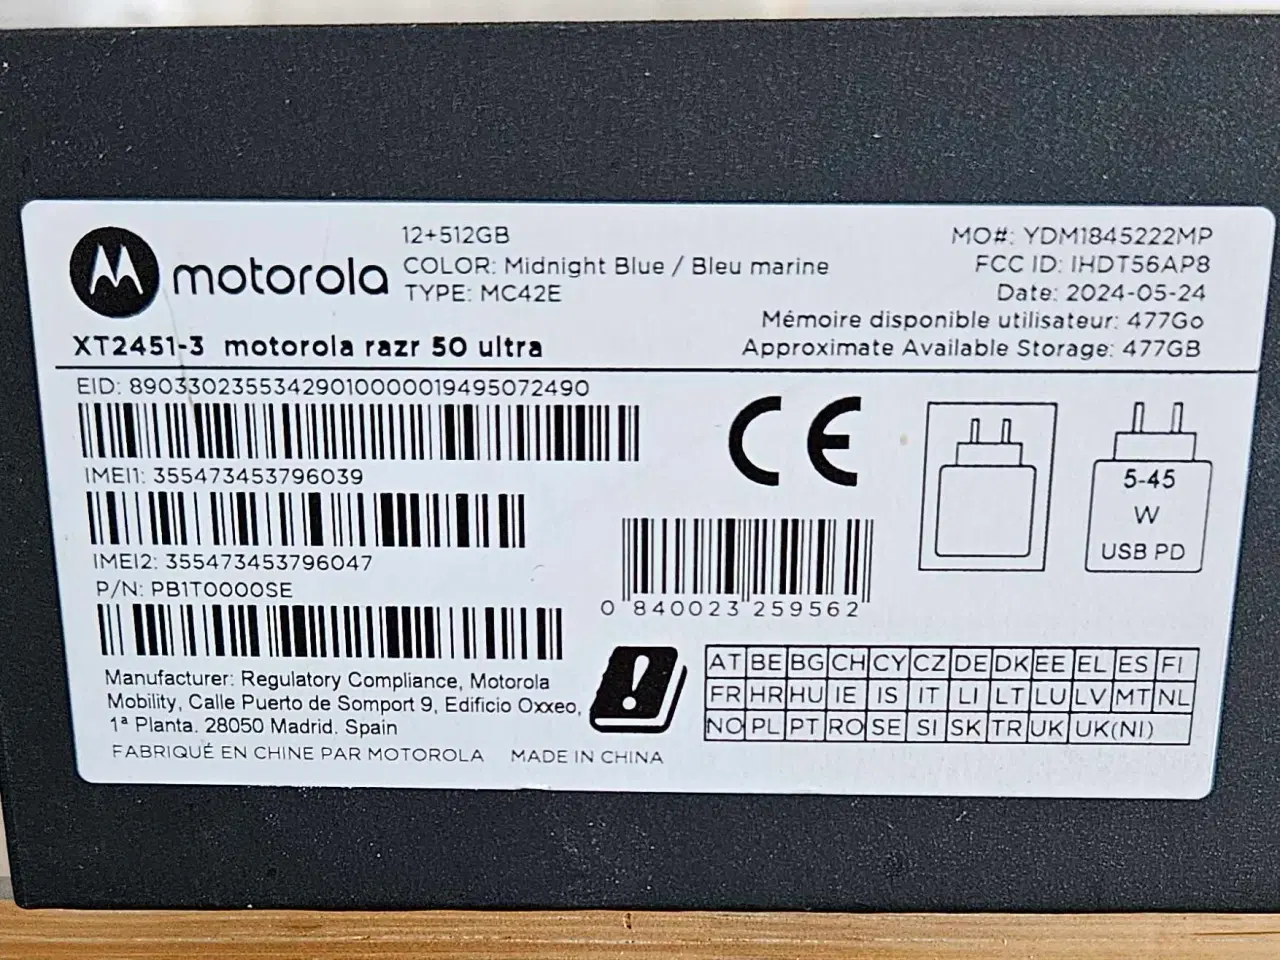 12+512GB
motorola
COLOR: Midnight Blue / Bleu marine
TYPE: MC42E
MO#: YDM1845222MP
FCC ID: IHDT56AP8
Date: 2024-05-24
Mémoire disponible utilisateur: 477Go
Approximate Available Storage: 477GB
XT2451-3 motorola razr 50 ultra
EID: 89033023553429010000019495072490
IMEI1: 355473453796039
IMEI2: 355473453796047
P/N: PB1T0000SE
0 840023 259562
CE
5-45
W
USB PD
Manufacturer: Regulatory Compliance, Motorola
Mobility, Calle Puerto de Somport 9, Edificio Oxxeo,
1ª Planta. 28050 Madrid. Spain
FABRIQUÉ EN CHINE PAR MOTOROLA MADE IN CHINA
AT BE BG CH CY CZ DE DK EE EL ES FI
FR HR HU IE IS IT LI LT LU LV MT NL
NO PL PT RO SE SI SK TR UK UK(NI)